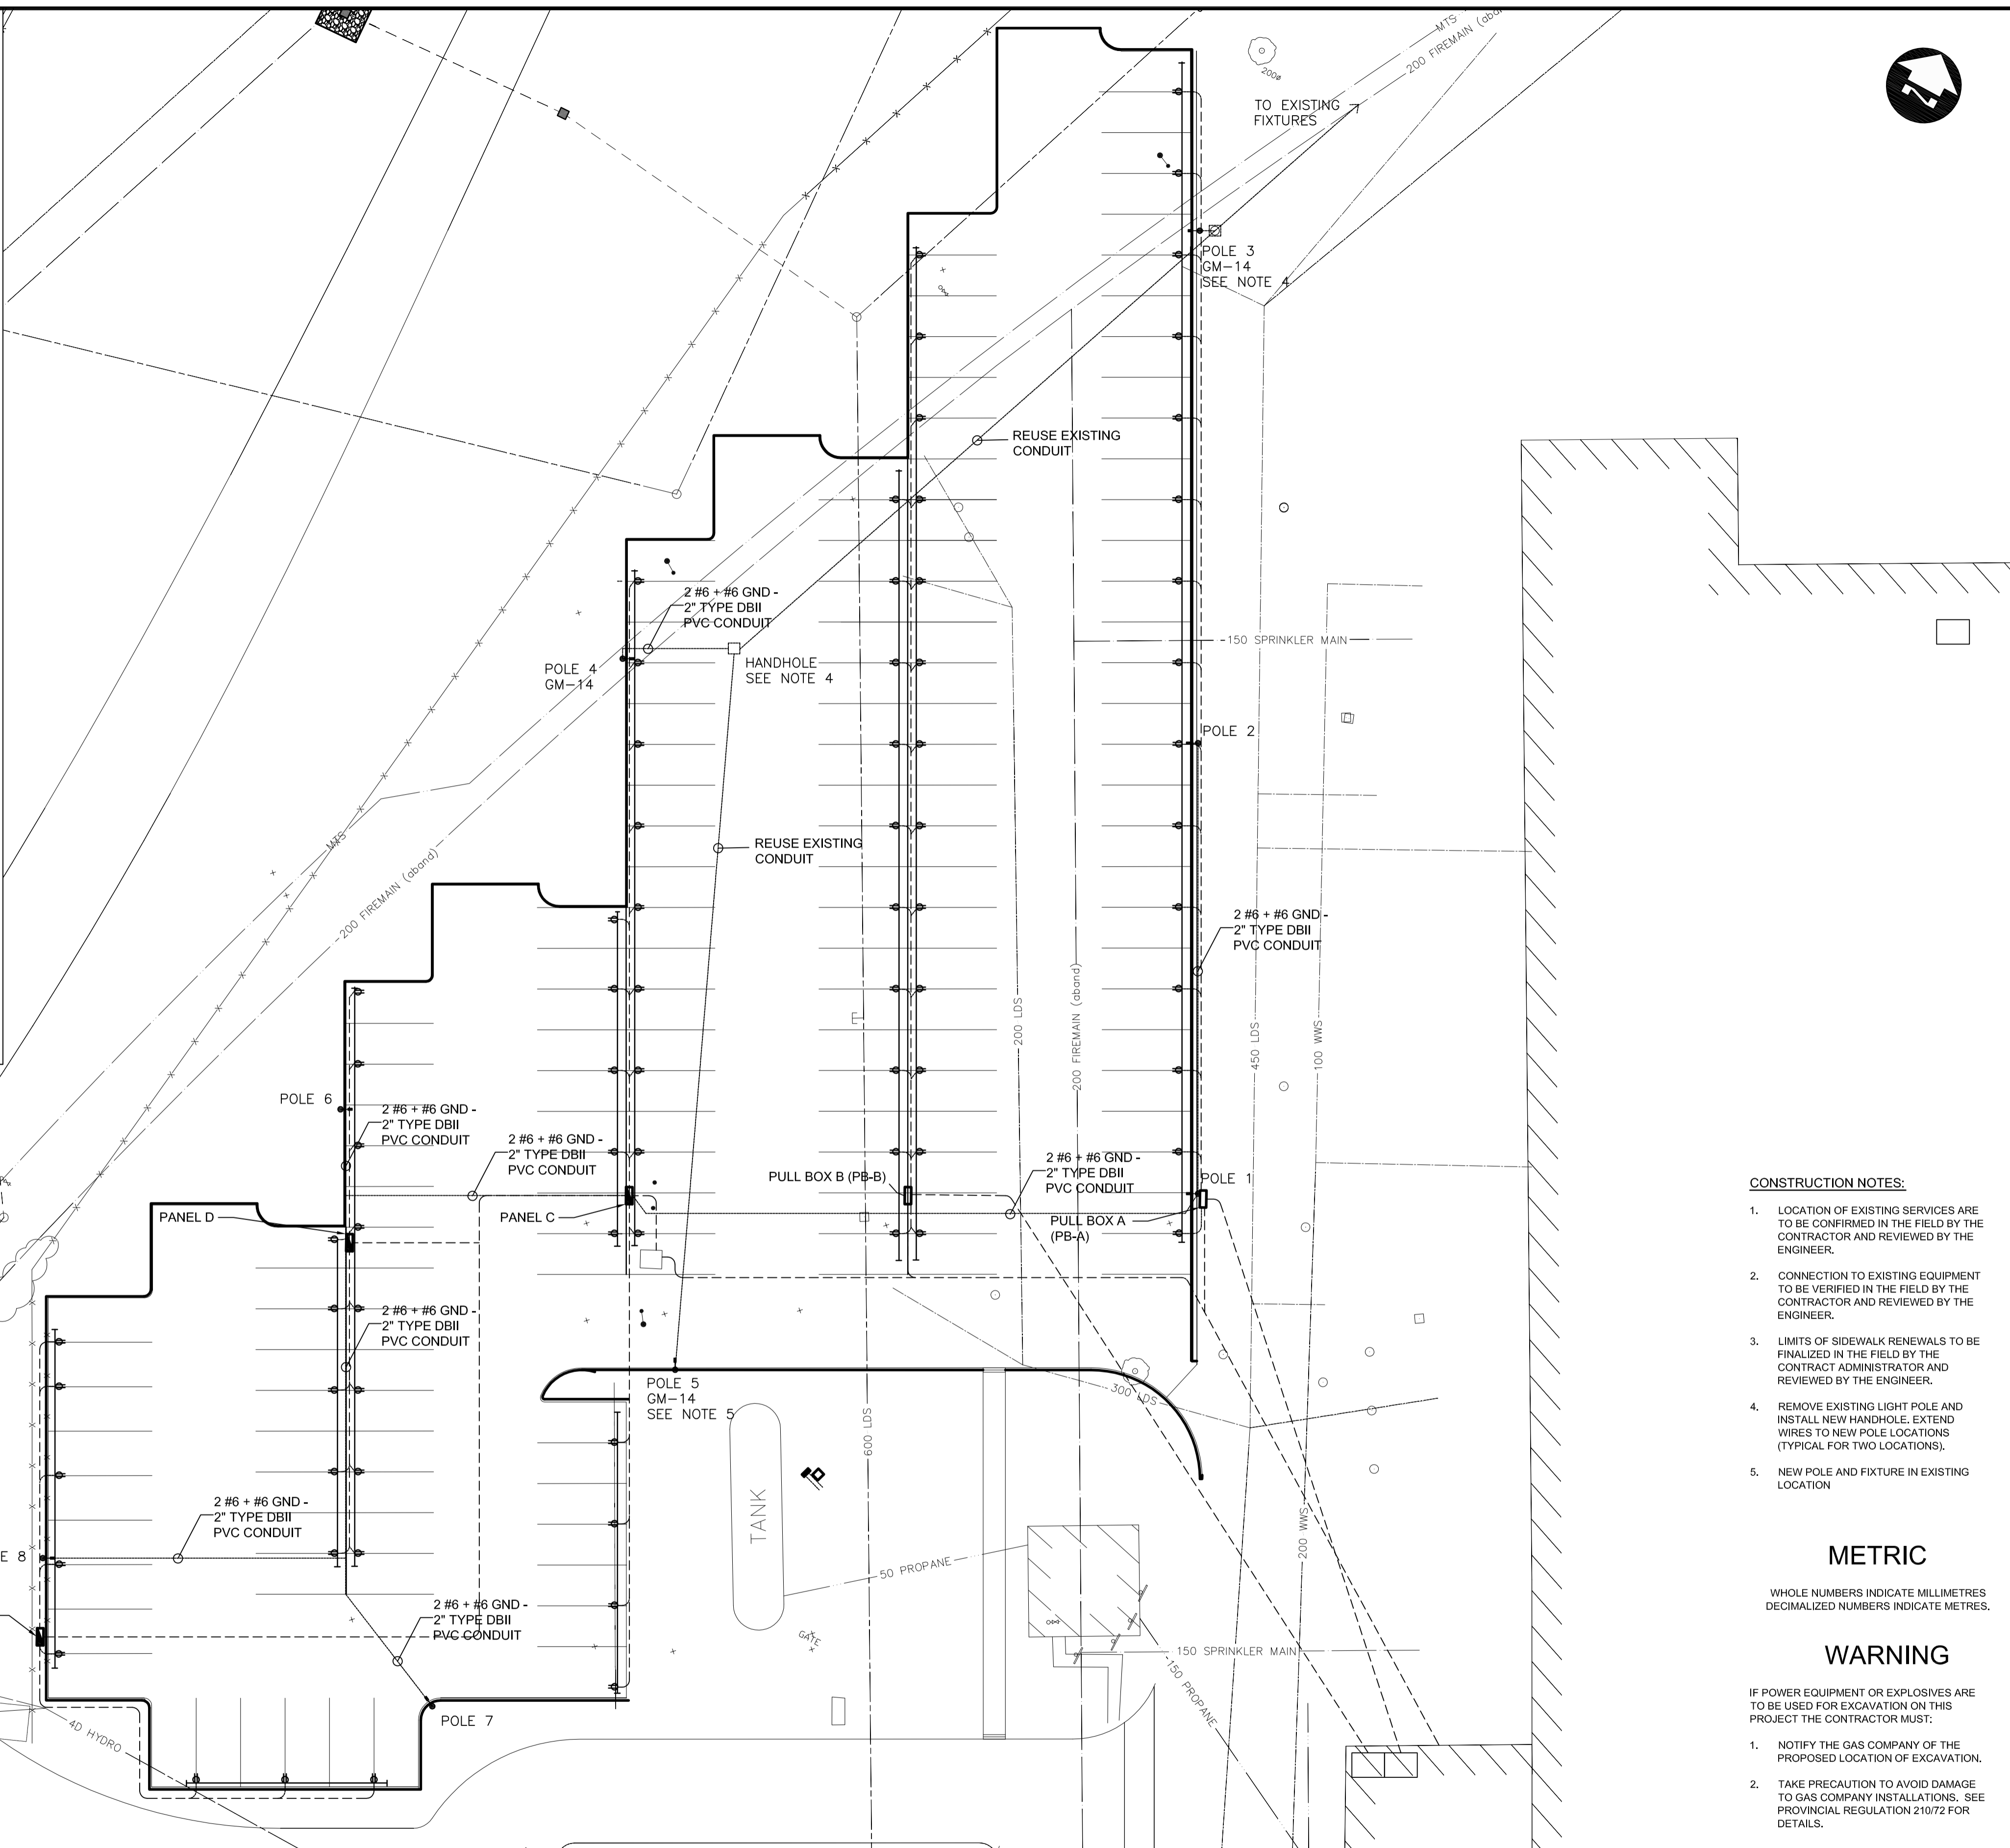 MTS
200 FIREMAIN
200ø
TO EXISTING
FIXTURES
POLE 3
GM-14
SEE NOTE 4
REUSE EXISTING
CONDUIT
2 #6 + #6 GND -
2" TYPE DBII
PVC CONDUIT
POLE 4
GM-14
HANDHOLE
SEE NOTE 4
150 SPRINKLER MAIN
POLE 2
REUSE EXISTING
CONDUIT
MTS
200 FIREMAIN (aband)
2 #6 + #6 GND -
2" TYPE DBII
PVC CONDUIT
200 LDS
200 FIREMAIN (aband)
450 LDS
100 WWS
POLE 6
2 #6 + #6 GND -
2" TYPE DBII
PVC CONDUIT
2 #6 + #6 GND -
2" TYPE DBII
PVC CONDUIT
PULL BOX B (PB-B)
2 #6 + #6 GND -
2" TYPE DBII
PVC CONDUIT
POLE 1
PANEL D
PANEL C
PULL BOX A
(PB-A)
2 #6 + #6 GND -
2" TYPE DBII
PVC CONDUIT
POLE 5
GM-14
SEE NOTE 5
300 LDS
600 LDS
TANK
2 #6 + #6 GND -
2" TYPE DBII
PVC CONDUIT
E 8
50 PROPANE
200 WWS
2 #6 + #6 GND -
2" TYPE DBII
PVC CONDUIT
GATE
150 SPRINKLER MAIN
150 PROPANE
POLE 7
4D HYDRO
CONSTRUCTION NOTES:
1. LOCATION OF EXISTING SERVICES ARE
TO BE CONFIRMED IN THE FIELD BY THE
CONTRACTOR AND REVIEWED BY THE
ENGINEER.
2. CONNECTION TO EXISTING EQUIPMENT
TO BE VERIFIED IN THE FIELD BY THE
CONTRACTOR AND REVIEWED BY THE
ENGINEER.
3. LIMITS OF SIDEWALK RENEWALS TO BE
FINALIZED IN THE FIELD BY THE
CONTRACT ADMINISTRATOR AND
REVIEWED BY THE ENGINEER.
4. REMOVE EXISTING LIGHT POLE AND
INSTALL NEW HANDHOLE. EXTEND
WIRES TO NEW POLE LOCATIONS
(TYPICAL FOR TWO LOCATIONS).
5. NEW POLE AND FIXTURE IN EXISTING
LOCATION
METRIC
WHOLE NUMBERS INDICATE MILLIMETRES
DECIMALIZED NUMBERS INDICATE METRES.
WARNING
IF POWER EQUIPMENT OR EXPLOSIVES ARE
TO BE USED FOR EXCAVATION ON THIS
PROJECT THE CONTRACTOR MUST:
1. NOTIFY THE GAS COMPANY OF THE
PROPOSED LOCATION OF EXCAVATION.
2. TAKE PRECAUTION TO AVOID DAMAGE
TO GAS COMPANY INSTALLATIONS. SEE
PROVINCIAL REGULATION 210/72 FOR
DETAILS.